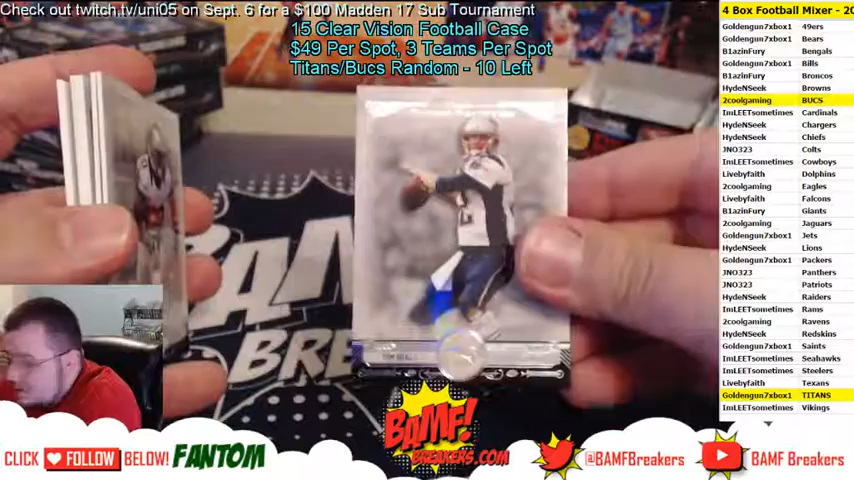 Check out twitch.tv/uni05 on Sept. 6 for a $100 Madden 17 Sub Tournament
15 Clear Vision Football Case
$49 Per Spot, 3 Teams Per Spot
Titans/Bucs Random - 10 Left
4 Box Football Mixer - 20
Goldengun7xbox1 49ers
Goldengun7xbox1 Bears
B1azinFury Bengals
Goldengun7xbox1 Bills
B1azinFury Broncos
HydeNSeek Browns
2coolgaming BUCS
ImLEETsometimes Cardinals
HydeNSeek Chargers
HydeNSeek Chiefs
JNO323 Colts
ImLEETsometimes Cowboys
Livebyfaith Dolphins
2coolgaming Eagles
Livebyfaith Falcons
B1azinFury Giants
2coolgaming Jaguars
Goldengun7xbox1 Jets
HydeNSeek Lions
Goldengun7xbox1 Packers
JNO323 Panthers
JNO323 Patriots
HydeNSeek Raiders
ImLEETsometimes Rams
2coolgaming Ravens
HydeNSeek Redskins
Goldengun7xbox1 Saints
ImLEETsometimes Seahawks
ImLEETsometimes Steelers
Livebyfaith Texans
Goldengun7xbox1 TITANS
ImLEETsometimes Vikings
BAM
BRE
BAMF!
BREAKERS.COM
CLICK FOLLOW BELOW! FANTOM
@BAMFBreakers
BAMF Breakers